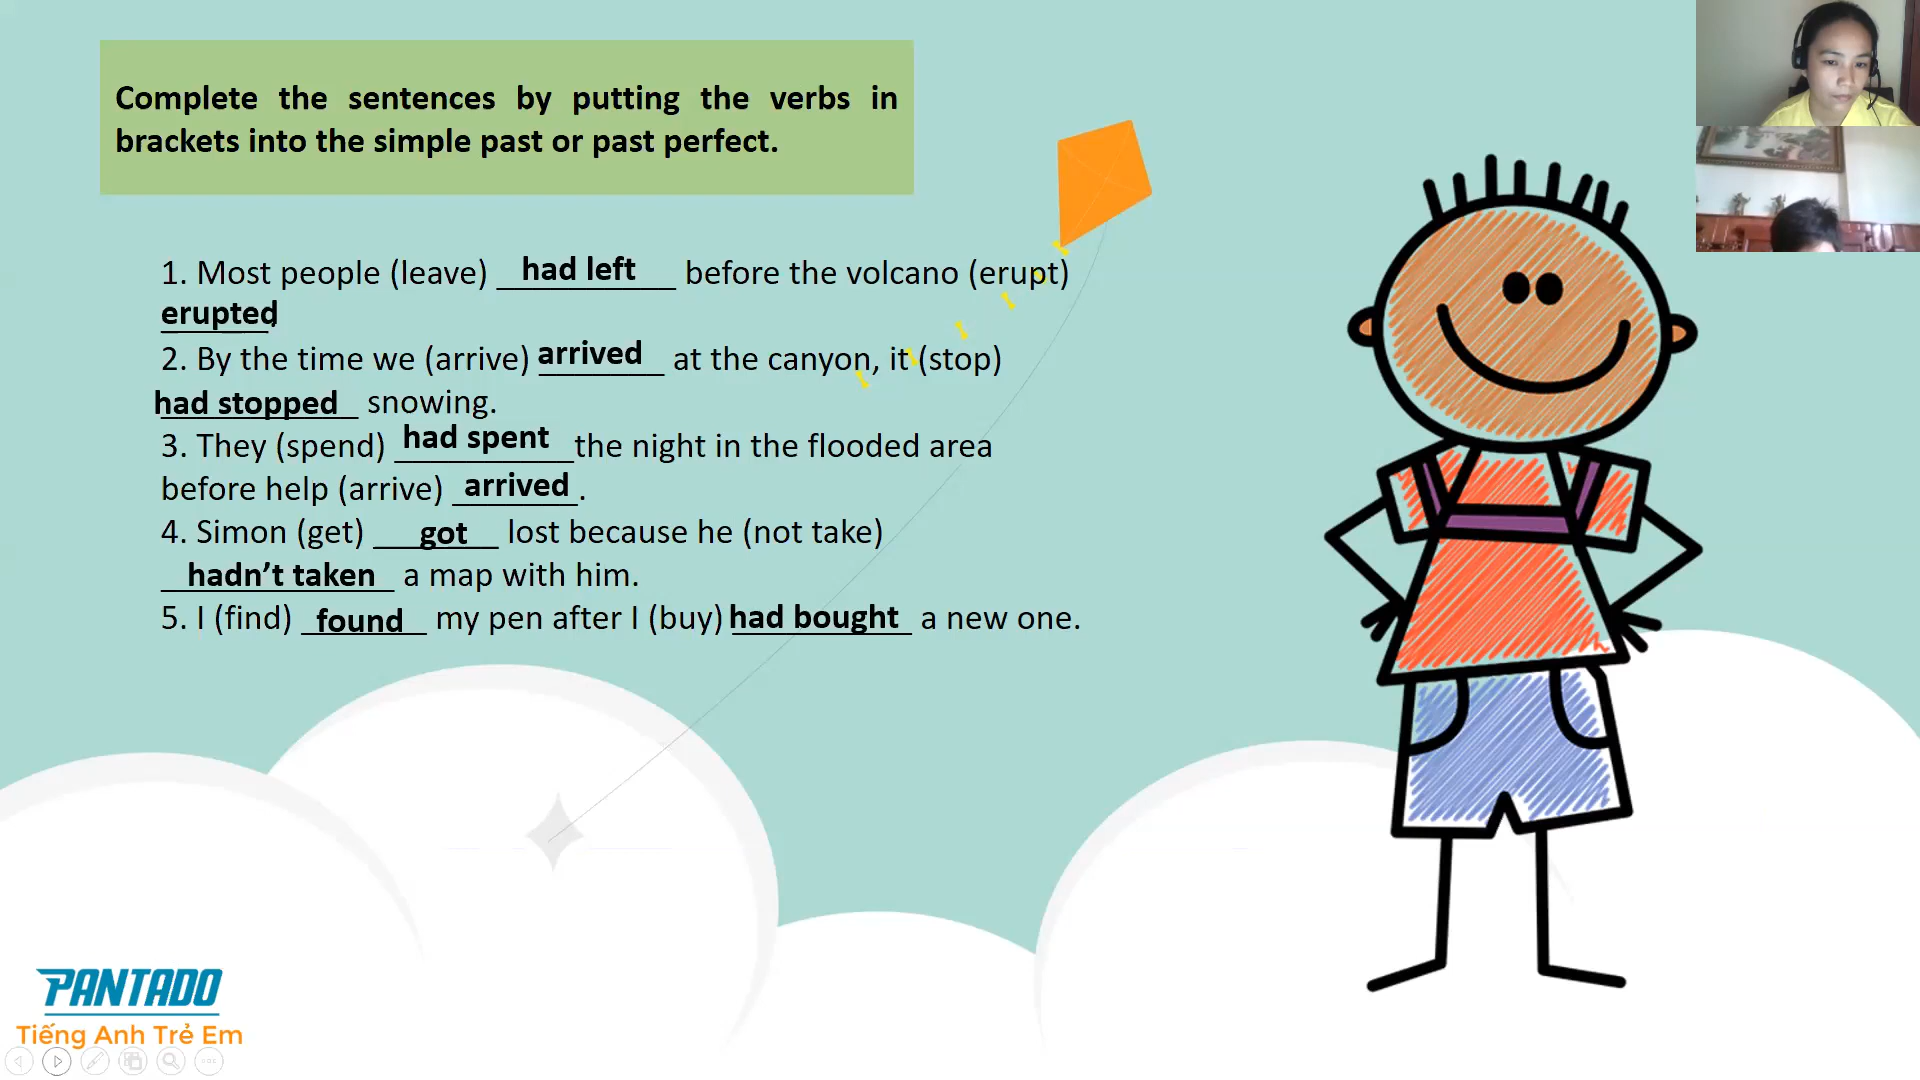 Complete the sentences by putting the verbs in
brackets into the simple past or past perfect.
1. Most people (leave) had left before the volcano (erupt)
erupted.
2. By the time we (arrive) arrived at the canyon, it (stop)
had stopped snowing.
3. They (spend) had spent the night in the flooded area
before help (arrive) arrived.
4. Simon (get) got lost because he (not take)
hadn’t taken a map with him.
5. I (find) found my pen after I (buy) had bought a new one.
PANTADO
Tiếng Anh Trẻ Em